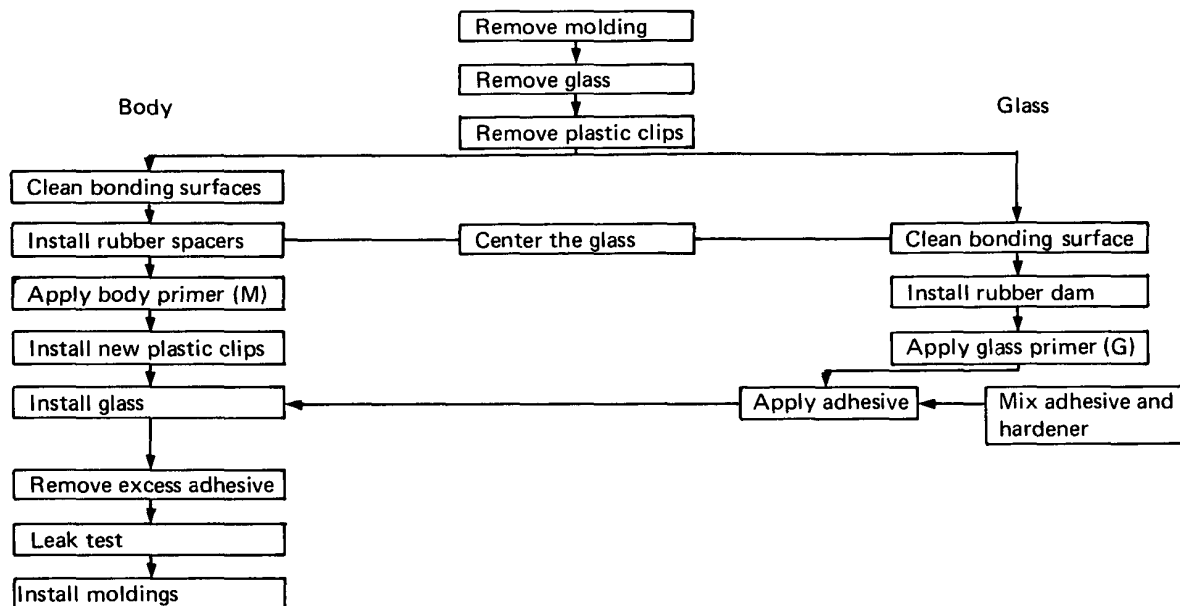 Remove molding
Remove glass
Body
Glass
Remove plastic clips
Clean bonding surfaces
Install rubber spacers
Center the glass
Clean bonding surface
Apply body primer (M)
Install rubber dam
Install new plastic clips
Apply glass primer (G)
Install glass
Apply adhesive
Mix adhesive and
hardener
Remove excess adhesive
Leak test
Install moldings